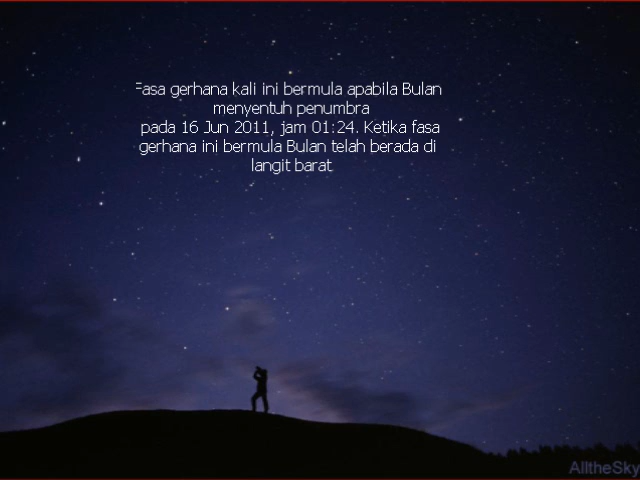 Fasa gerhana kali ini bermula apabila Bulan
menyentuh penumbra
pada 16 Jun 2011, jam 01:24. Ketika fasa
gerhana ini bermula Bulan telah berada di
langit barat
AlltheSky